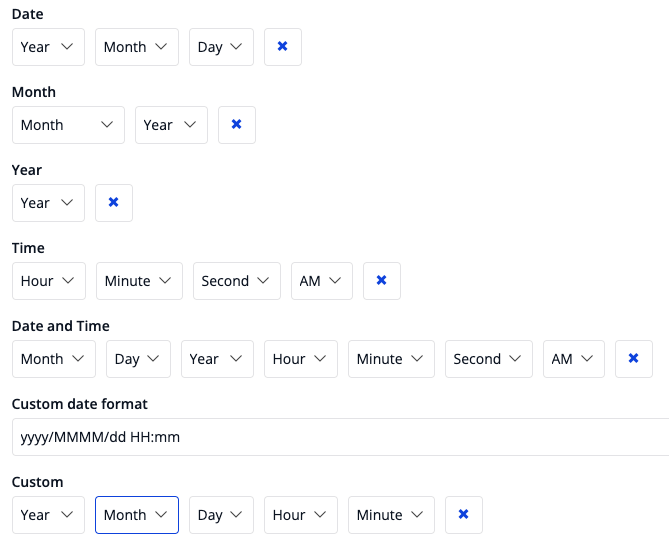 Date
Year Month Day
Month
Month Year
Year
Year
Time
Hour Minute Second AM
Date and Time
Month Day Year Hour Minute Second AM
Custom date format
yyyy/MMMM/dd HH:mm
Custom
Year Month Day Hour Minute